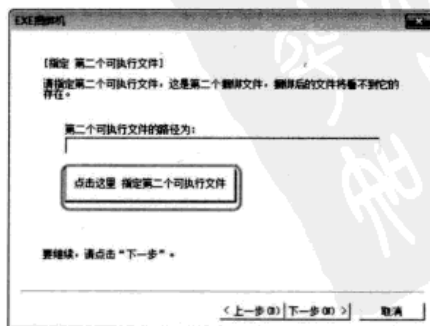 EXE捆绑机
[指定 第二个可执行文件]
请指定第二个可执行文件，这是第二个捆绑文件，捆绑后的文件将看不到它的
存在。
第二个可执行文件的路径为:
点击这里 指定第二个可执行文件
要继续，请点击“下一步”。
<上一步(B) 下一步(N) > 取消